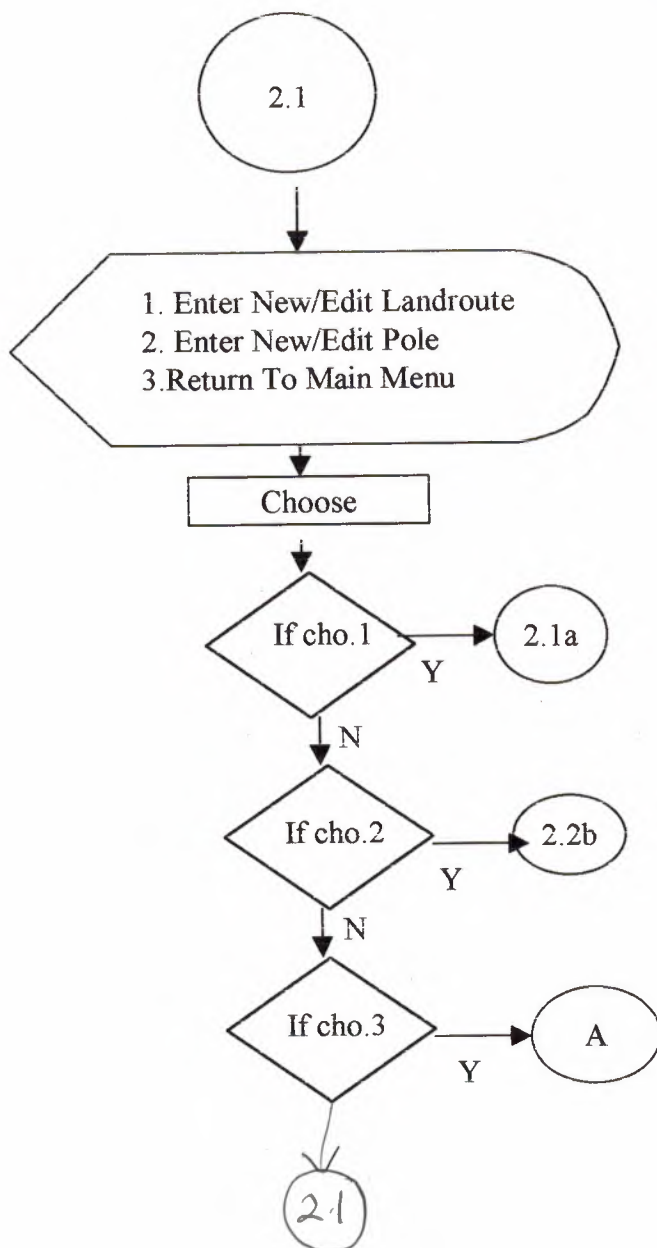 2.1
1. Enter New/Edit Landroute
2. Enter New/Edit Pole
3.Return To Main Menu
Choose
If cho.1
2.1a
Y
N
If cho.2
2.2b
Y
N
If cho.3
A
Y
2.1